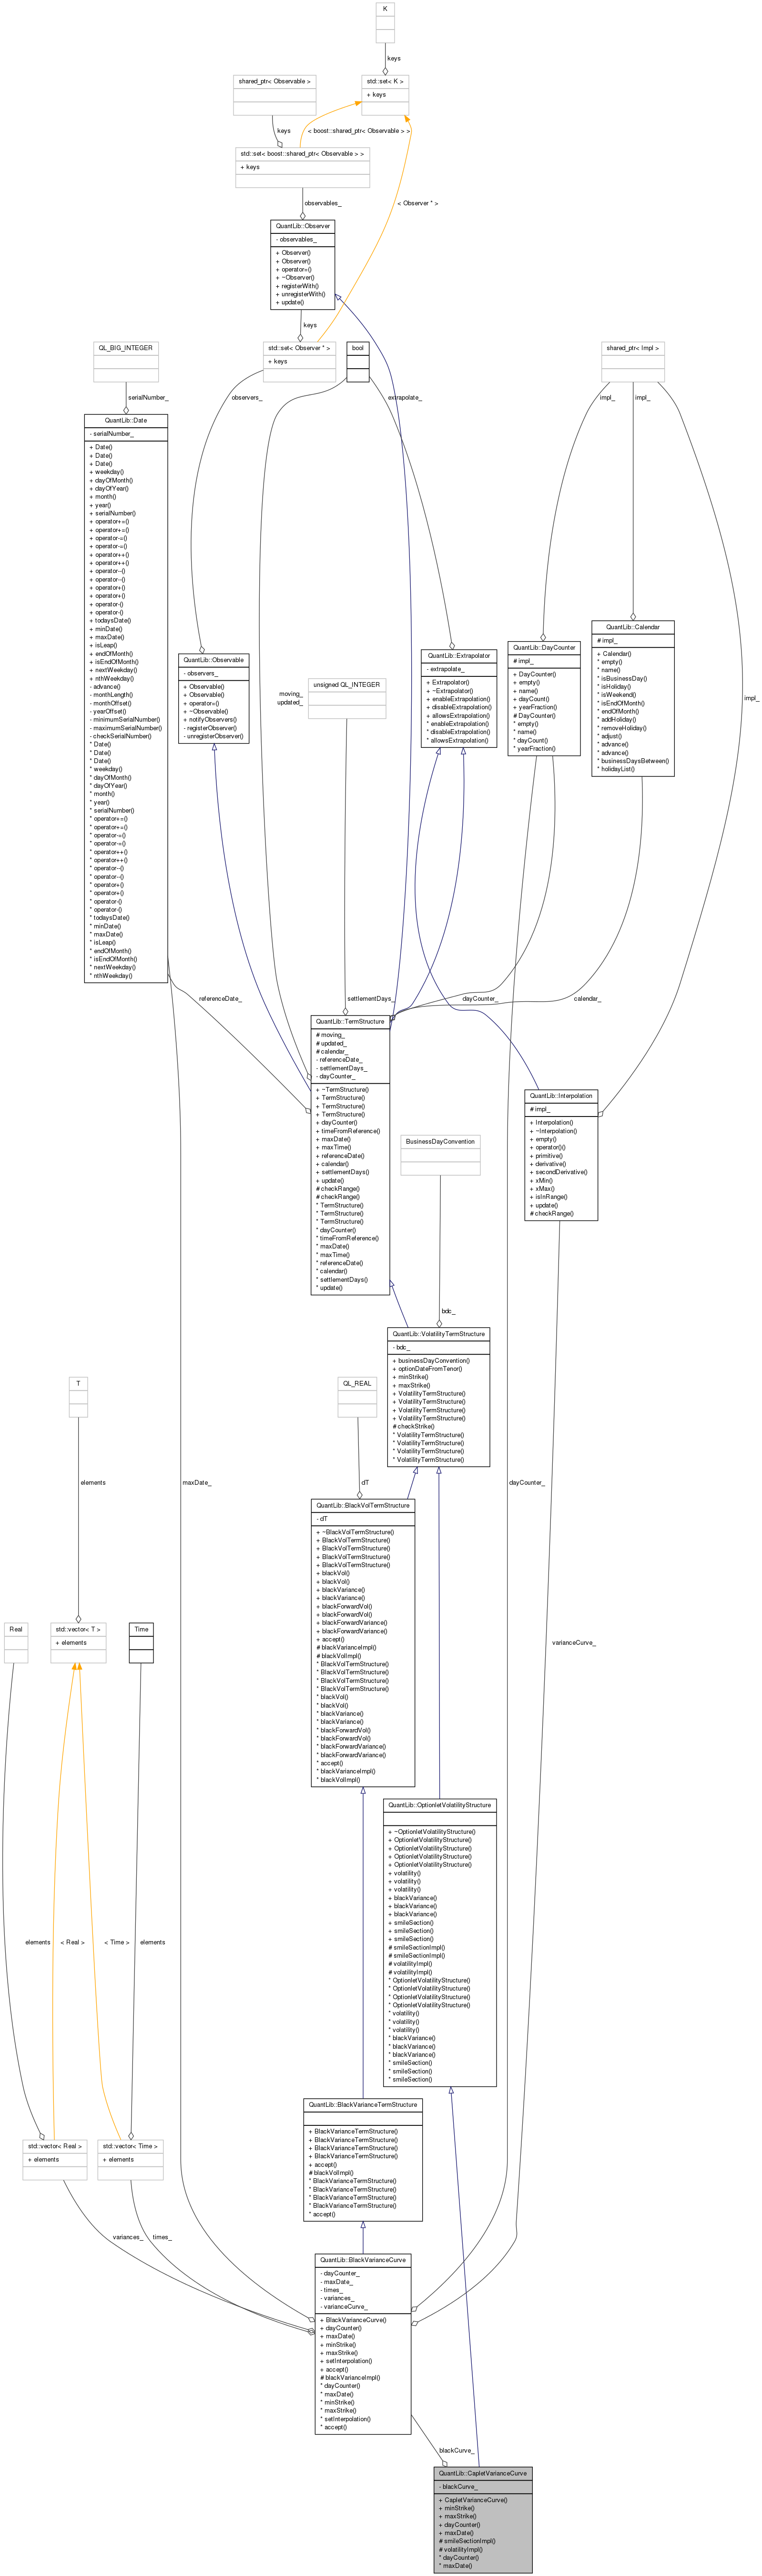 K
keys
shared_ptr< Observable >
std::set< K >
+ keys
keys
< boost::shared_ptr< Observable > >
std::set< boost::shared_ptr< Observable > >
+ keys
observables_
< Observer * >
QuantLib::Observer
- observables_
+ Observer()
+ Observer()
+ operator=()
+ ~Observer()
+ registerWith()
+ unregisterWith()
+ update()
keys
QL_BIG_INTEGER
std::set< Observer * >
+ keys
bool
shared_ptr< Impl >
serialNumber_
observers_
extrapolate_
impl_
impl_
impl_
QuantLib::Date
- serialNumber_
+ Date()
+ Date()
+ Date()
+ weekday()
+ dayOfMonth()
+ dayOfYear()
+ month()
+ year()
+ serialNumber()
+ operator+=()
+ operator+=()
+ operator-=()
+ operator-=()
+ operator++()
+ operator++()
+ operator--()
+ operator--()
+ operator+()
+ operator+()
+ operator-()
+ operator-()
+ todaysDate()
+ minDate()
+ maxDate()
+ isLeap()
+ endOfMonth()
+ isEndOfMonth()
+ nextWeekday()
+ nthWeekday()
- advance()
- monthLength()
- monthOffset()
- yearOffset()
- minimumSerialNumber()
- maximumSerialNumber()
- checkSerialNumber()
* Date()
* Date()
* Date()
* weekday()
* dayOfMonth()
* dayOfYear()
* month()
* year()
* serialNumber()
* operator+=()
* operator+=()
* operator-=()
* operator-=()
* operator++()
* operator++()
* operator--()
* operator--()
* operator+()
* operator+()
* operator-()
* operator-()
* todaysDate()
* minDate()
* maxDate()
* isLeap()
* endOfMonth()
* isEndOfMonth()
* nextWeekday()
* nthWeekday()
QuantLib::Observable
- observers_
+ Observable()
+ Observable()
+ operator=()
+ ~Observable()
+ notifyObservers()
- registerObserver()
- unregisterObserver()
moving_
updated_
unsigned QL_INTEGER
QuantLib::Extrapolator
- extrapolate_
+ Extrapolator()
+ ~Extrapolator()
+ enableExtrapolation()
+ disableExtrapolation()
+ allowsExtrapolation()
* enableExtrapolation()
* disableExtrapolation()
* allowsExtrapolation()
QuantLib::DayCounter
# impl_
+ DayCounter()
+ empty()
+ name()
+ dayCount()
+ yearFraction()
# DayCounter()
* empty()
* name()
* dayCount()
* yearFraction()
QuantLib::Calendar
# impl_
+ Calendar()
* empty()
* name()
* isBusinessDay()
* isHoliday()
* isWeekend()
* isEndOfMonth()
* endOfMonth()
* addHoliday()
* removeHoliday()
* adjust()
* advance()
* advance()
* businessDaysBetween()
* holidayList()
referenceDate_
settlementDays_
dayCounter_
calendar_
QuantLib::TermStructure
# moving_
# updated_
# calendar_
- referenceDate_
- settlementDays_
- dayCounter_
+ ~TermStructure()
+ TermStructure()
+ TermStructure()
+ TermStructure()
+ dayCounter()
+ timeFromReference()
+ maxDate()
+ maxTime()
+ referenceDate()
+ calendar()
+ settlementDays()
+ update()
# checkRange()
# checkRange()
* TermStructure()
* TermStructure()
* TermStructure()
* dayCounter()
* timeFromReference()
* maxDate()
* maxTime()
* referenceDate()
* calendar()
* settlementDays()
* update()
QuantLib::Interpolation
# impl_
+ Interpolation()
+ ~Interpolation()
+ empty()
+ operator()()
+ primitive()
+ derivative()
+ secondDerivative()
+ xMin()
+ xMax()
+ isInRange()
+ update()
# checkRange()
BusinessDayConvention
bdc_
QuantLib::VolatilityTermStructure
- bdc_
+ businessDayConvention()
+ optionDateFromTenor()
+ minStrike()
+ maxStrike()
+ VolatilityTermStructure()
+ VolatilityTermStructure()
+ VolatilityTermStructure()
+ VolatilityTermStructure()
# checkStrike()
* VolatilityTermStructure()
* VolatilityTermStructure()
* VolatilityTermStructure()
* VolatilityTermStructure()
T
QL_REAL
elements
maxDate_
dT
dayCounter_
QuantLib::BlackVolTermStructure
- dT
+ ~BlackVolTermStructure()
+ BlackVolTermStructure()
+ BlackVolTermStructure()
+ BlackVolTermStructure()
+ BlackVolTermStructure()
+ blackVol()
+ blackVol()
+ blackVariance()
+ blackVariance()
+ blackForwardVol()
+ blackForwardVol()
+ blackForwardVariance()
+ blackForwardVariance()
+ accept()
# blackVarianceImpl()
# blackVolImpl()
* BlackVolTermStructure()
* BlackVolTermStructure()
* BlackVolTermStructure()
* BlackVolTermStructure()
* blackVol()
* blackVol()
* blackVariance()
* blackVariance()
* blackForwardVol()
* blackForwardVol()
* blackForwardVariance()
* blackForwardVariance()
* accept()
* blackVarianceImpl()
* blackVolImpl()
Real
std::vector< T >
+ elements
Time
varianceCurve_
QuantLib::OptionletVolatilityStructure
+ ~OptionletVolatilityStructure()
+ OptionletVolatilityStructure()
+ OptionletVolatilityStructure()
+ OptionletVolatilityStructure()
+ OptionletVolatilityStructure()
+ volatility()
+ volatility()
+ volatility()
+ blackVariance()
+ blackVariance()
+ blackVariance()
+ smileSection()
+ smileSection()
+ smileSection()
# smileSectionImpl()
# smileSectionImpl()
# volatilityImpl()
# volatilityImpl()
* OptionletVolatilityStructure()
* OptionletVolatilityStructure()
* OptionletVolatilityStructure()
* OptionletVolatilityStructure()
* volatility()
* volatility()
* volatility()
* blackVariance()
* blackVariance()
* blackVariance()
* smileSection()
* smileSection()
* smileSection()
elements
< Real >
< Time >
elements
std::vector< Real >
+ elements
std::vector< Time >
+ elements
QuantLib::BlackVarianceTermStructure
+ BlackVarianceTermStructure()
+ BlackVarianceTermStructure()
+ BlackVarianceTermStructure()
+ BlackVarianceTermStructure()
+ accept()
# blackVolImpl()
* BlackVarianceTermStructure()
* BlackVarianceTermStructure()
* BlackVarianceTermStructure()
* BlackVarianceTermStructure()
* accept()
variances_
times_
QuantLib::BlackVarianceCurve
- dayCounter_
- maxDate_
- times_
- variances_
- varianceCurve_
+ BlackVarianceCurve()
+ dayCounter()
+ maxDate()
+ minStrike()
+ maxStrike()
+ setInterpolation()
+ accept()
# blackVarianceImpl()
* dayCounter()
* maxDate()
* minStrike()
* maxStrike()
* setInterpolation()
* accept()
blackCurve_
QuantLib::CapletVarianceCurve
- blackCurve_
+ CapletVarianceCurve()
+ minStrike()
+ maxStrike()
+ dayCounter()
+ maxDate()
# smileSectionImpl()
# volatilityImpl()
* dayCounter()
* maxDate()